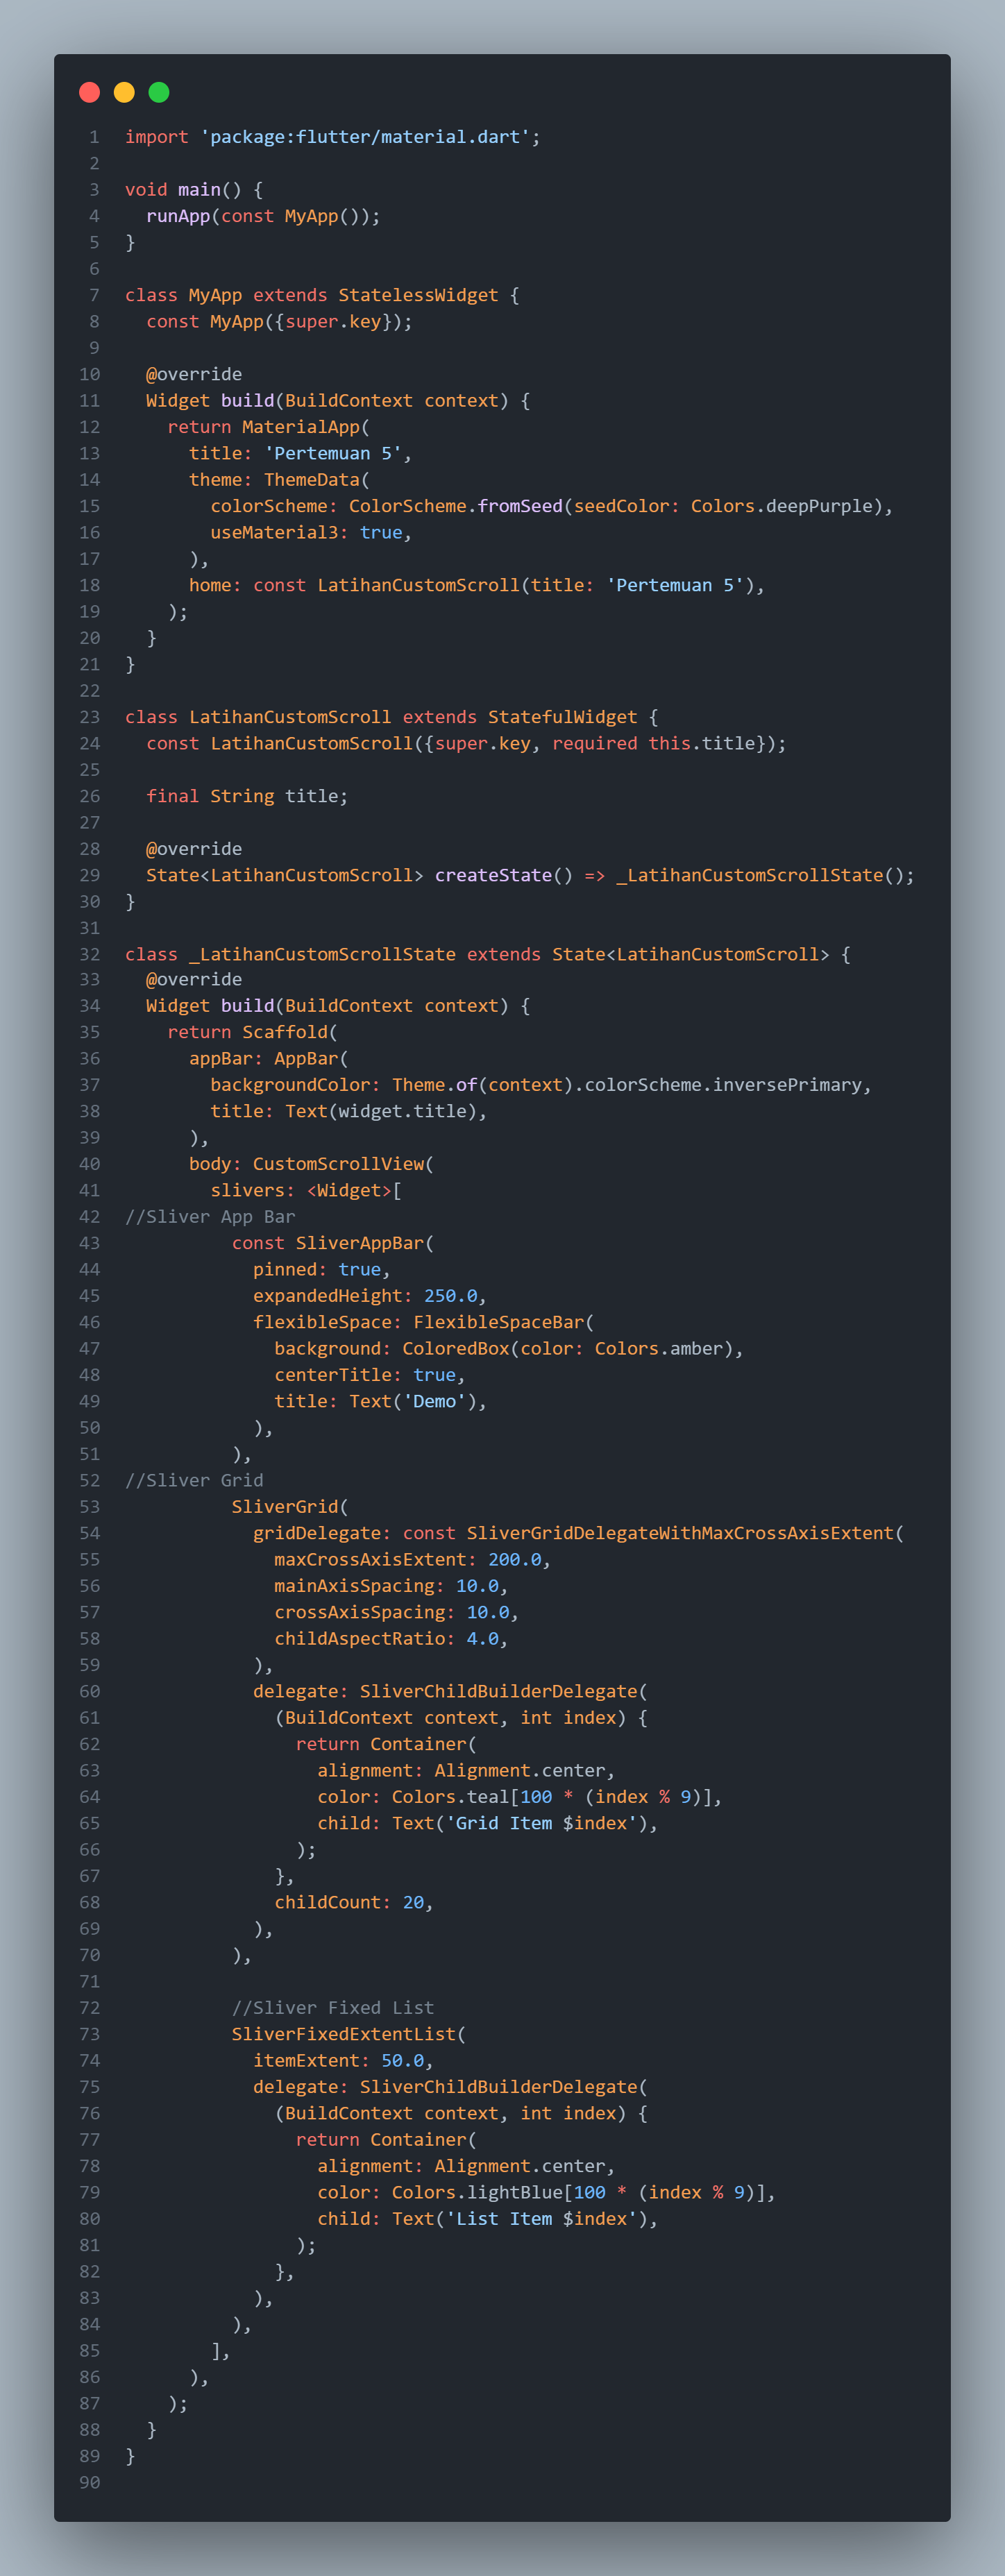 1 import 'package:flutter/material.dart';
2
3 void main() {
4   runApp(const MyApp());
5 }
6
7 class MyApp extends StatelessWidget {
8   const MyApp({super.key});
9
10   @override
11   Widget build(BuildContext context) {
12     return MaterialApp(
13       title: 'Pertemuan 5',
14       theme: ThemeData(
15         colorScheme: ColorScheme.fromSeed(seedColor: Colors.deepPurple),
16         useMaterial3: true,
17       ),
18       home: const LatihanCustomScroll(title: 'Pertemuan 5'),
19     );
20   }
21 }
22
23 class LatihanCustomScroll extends StatefulWidget {
24   const LatihanCustomScroll({super.key, required this.title});
25
26   final String title;
27
28   @override
29   State<LatihanCustomScroll> createState() => _LatihanCustomScrollState();
30 }
31
32 class _LatihanCustomScrollState extends State<LatihanCustomScroll> {
33   @override
34   Widget build(BuildContext context) {
35     return Scaffold(
36       appBar: AppBar(
37         backgroundColor: Theme.of(context).colorScheme.inversePrimary,
38         title: Text(widget.title),
39       ),
40       body: CustomScrollView(
41         slivers: <Widget>[
42 //Sliver App Bar
43           const SliverAppBar(
44             pinned: true,
45             expandedHeight: 250.0,
46             flexibleSpace: FlexibleSpaceBar(
47               background: ColoredBox(color: Colors.amber),
48               centerTitle: true,
49               title: Text('Demo'),
50             ),
51           ),
52 //Sliver Grid
53           SliverGrid(
54             gridDelegate: const SliverGridDelegateWithMaxCrossAxisExtent(
55               maxCrossAxisExtent: 200.0,
56               mainAxisSpacing: 10.0,
57               crossAxisSpacing: 10.0,
58               childAspectRatio: 4.0,
59             ),
60             delegate: SliverChildBuilderDelegate(
61               (BuildContext context, int index) {
62                 return Container(
63                   alignment: Alignment.center,
64                   color: Colors.teal[100 * (index % 9)],
65                   child: Text('Grid Item $index'),
66                 );
67               },
68               childCount: 20,
69             ),
70           ),
71
72           //Sliver Fixed List
73           SliverFixedExtentList(
74             itemExtent: 50.0,
75             delegate: SliverChildBuilderDelegate(
76               (BuildContext context, int index) {
77                 return Container(
78                   alignment: Alignment.center,
79                   color: Colors.lightBlue[100 * (index % 9)],
80                   child: Text('List Item $index'),
81                 );
82               },
83             ),
84           ),
85         ],
86       ),
87     );
88   }
89 }
90